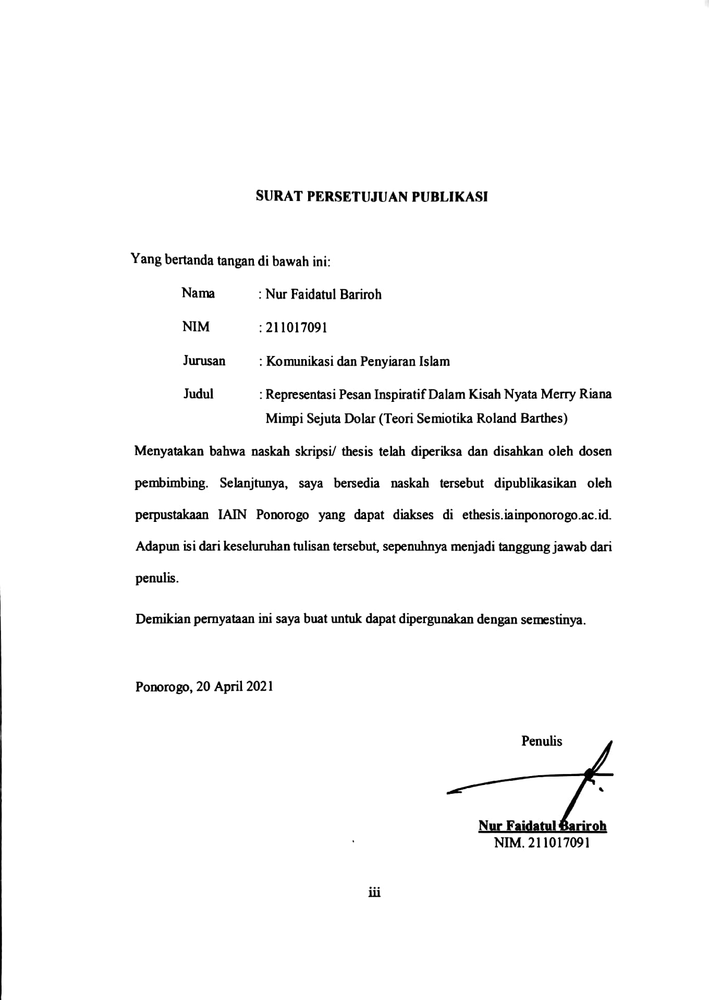 SURAT PERSETUJUAN PUBLIKASI
Yang bertanda tangan di bawah ini:
Nama : Nur Faidatul Bariroh
NIM : 211017091
Jurusan : Komunikasi dan Penyiaran Islam
Judul : Representasi Pesan Inspiratif Dalam Kisah Nyata Merry Riana
Mimpi Sejuta Dolar (Teori Semiotika Roland Barthes)
Menyatakan bahwa naskah skripsi/ thesis telah diperiksa dan disahkan oleh dosen
pembimbing. Selanjtunya, saya bersedia naskah tersebut dipublikasikan oleh
perpustakaan IAIN Ponorogo yang dapat diakses di ethesis.iainponorogo.ac.id.
Adapun isi dari keseluruhan tulisan tersebut, sepenuhnya menjadi tanggung jawab dari
penulis.
Demikian pernyataan ini saya buat untuk dapat dipergunakan dengan semestinya.
Ponorogo, 20 April 2021
Penulis
Nur Faidatul Bariroh
NIM. 211017091
iii